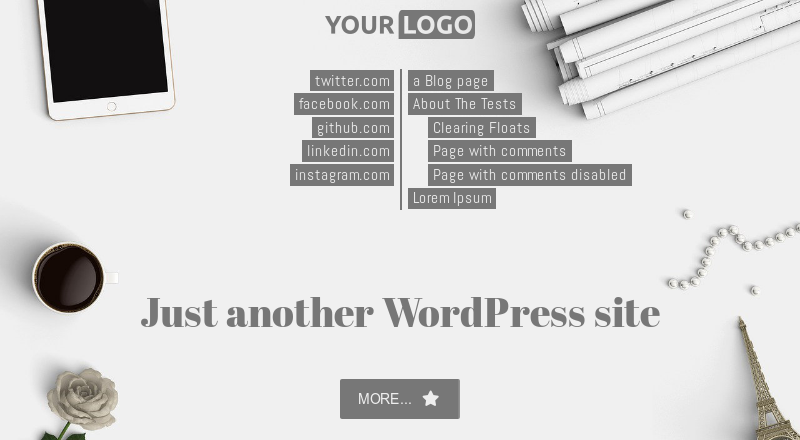 YOUR LOGO
twitter.com
facebook.com
github.com
linkedin.com
instagram.com
a Blog page
About The Tests
Clearing Floats
Page with comments
Page with comments disabled
Lorem Ipsum
Just another WordPress site
MORE...